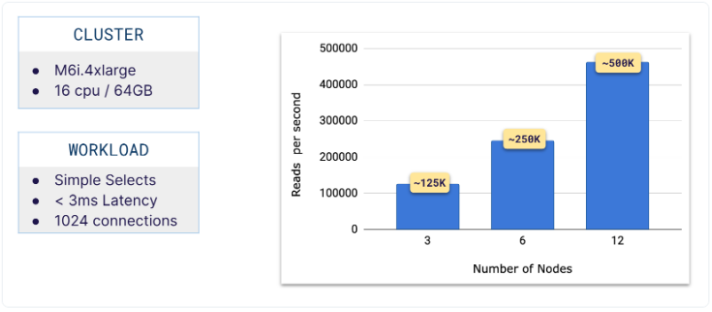 CLUSTER
● M6i.4xlarge
● 16 cpu / 64GB
WORKLOAD
● Simple Selects
● < 3ms Latency
● 1024 connections
Reads per second
500000
400000
300000
200000
100000
0
~125K
~250K
~500K
3
6
12
Number of Nodes